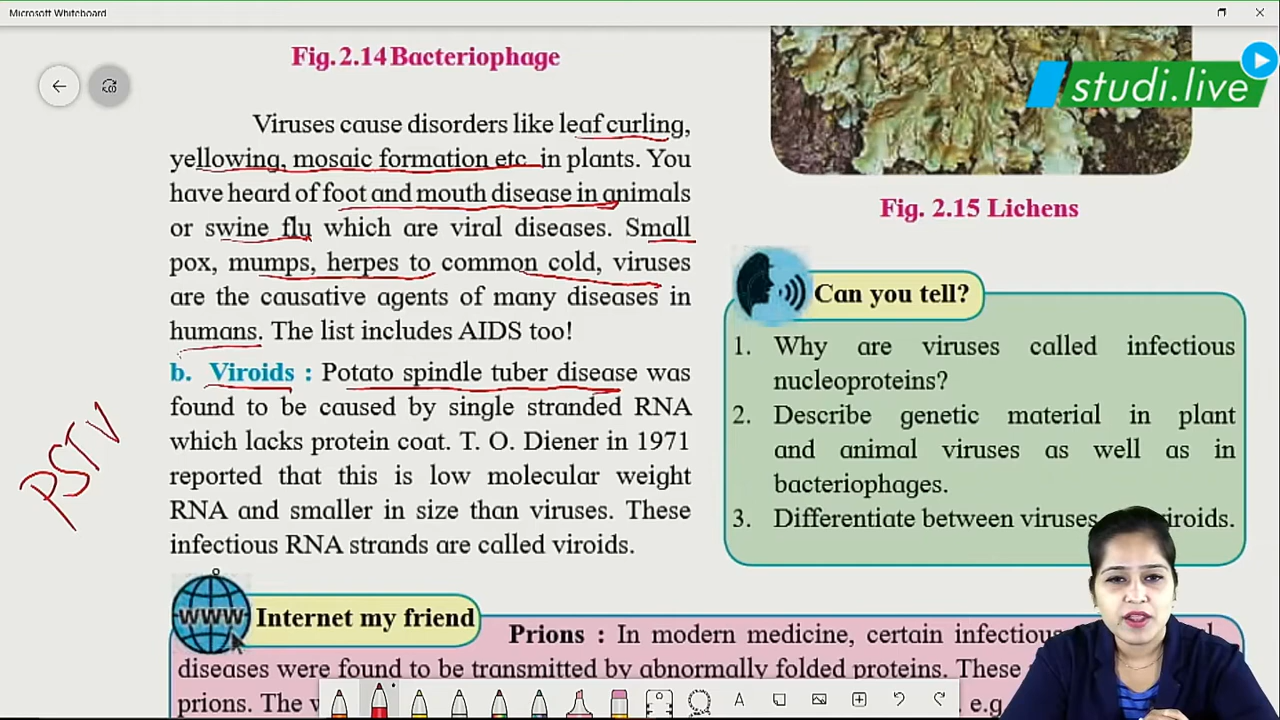 Microsoft Whiteboard
Fig. 2.14 Bacteriophage
Viruses cause disorders like leaf curling,
yellowing, mosaic formation etc in plants. You
have heard of foot and mouth disease in animals
or swine flu which are viral diseases. Small
pox, mumps, herpes to common cold, viruses
are the causative agents of many diseases in
humans. The list includes AIDS too!
b. Viroids : Potato spindle tuber disease was
found to be caused by single stranded RNA
which lacks protein coat. T. O. Diener in 1971
reported that this is low molecular weight
RNA and smaller in size than viruses. These
infectious RNA strands are called viroids.
PSTV
studi.live
Fig. 2.15 Lichens
Can you tell?
1. Why are viruses called infectious
nucleoproteins?
2. Describe genetic material in plant
and animal viruses as well as in
bacteriophages.
3. Differentiate between viruses viroids.
www
Internet my friend
Prions : In modern medicine, certain infectious
diseases were found to be transmitted by abnormally folded proteins. These
prions. The e.g